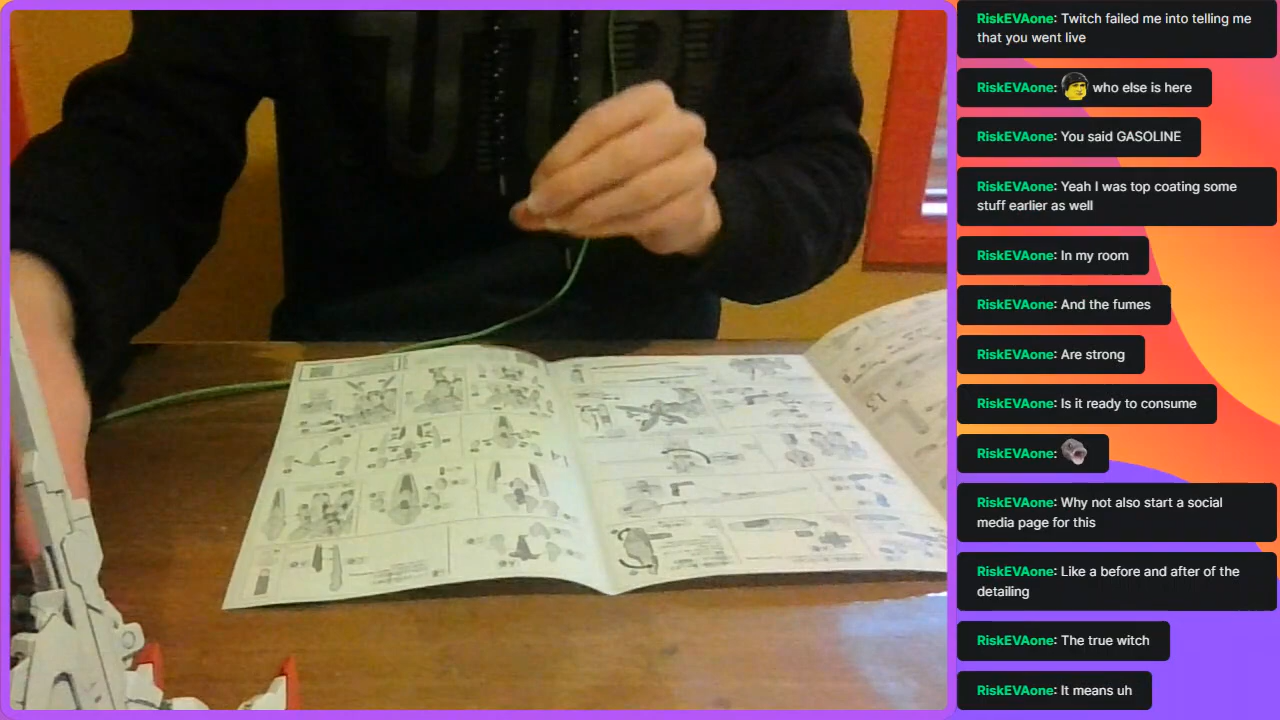 RiskEVAone: Twitch failed me into telling me
that you went live
RiskEVAone: who else is here
RiskEVAone: You said GASOLINE
RiskEVAone: Yeah I was top coating some
stuff earlier as well
RiskEVAone: In my room
RiskEVAone: And the fumes
RiskEVAone: Are strong
RiskEVAone: Is it ready to consume
RiskEVAone:
RiskEVAone: Why not also start a social
media page for this
RiskEVAone: Like a before and after of the
detailing
RiskEVAone: The true witch
RiskEVAone: It means uh